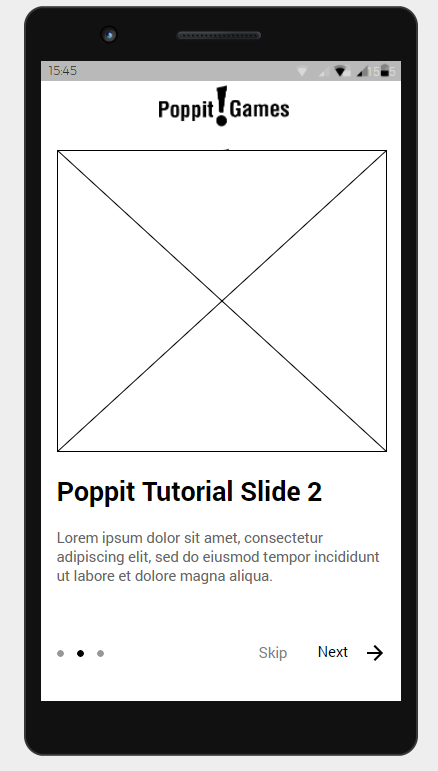 15:45
Poppit!Games
Poppit Tutorial Slide 2
Lorem ipsum dolor sit amet, consectetur
adipiscing elit, sed do eiusmod tempor incididunt
ut labore et dolore magna aliqua.
Skip Next